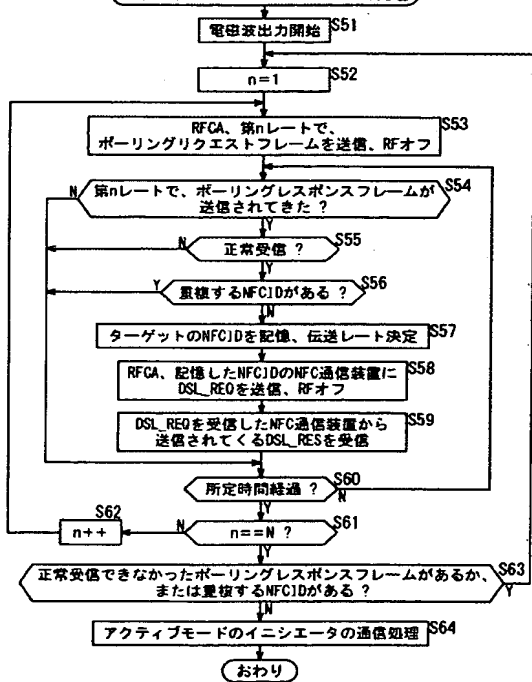 電磁波出力開始
S51
n=1
S52
RFCA、第nレートで、
ポーリングリクエストフレームを送信、RFオフ
S53
第nレートで、ポーリングレスポンスフレームが
送信されてきた ?
S54
N
Y
正常受信 ?
S55
N
Y
重複するNFCIDがある ?
S56
Y
N
ターゲットのNFCIDを記憶、伝送レート決定
S57
RFCA、記憶したNFCIDのNFC通信装置に
DSL_REQを送信、RFオフ
S58
DSL_REQを受信したNFC通信装置から
送信されてくるDSL_RESを受信
S59
所定時間経過 ?
S60
N
Y
S62
n++
N
n==N ?
S61
Y
正常受信できなかったポーリングレスポンスフレームがあるか、
または重複するNFCIDがある ?
S63
Y
N
アクティブモードのイニシエータの通信処理
S64
おわり